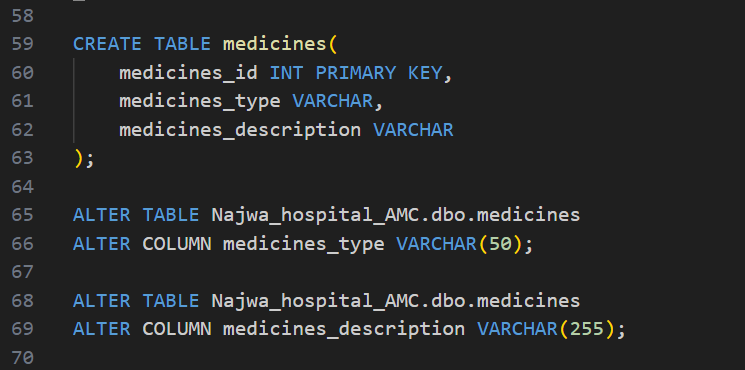 58
59 CREATE TABLE medicines(
60     medicines_id INT PRIMARY KEY,
61     medicines_type VARCHAR,
62     medicines_description VARCHAR
63 );
64
65 ALTER TABLE Najwa_hospital_AMC.dbo.medicines
66 ALTER COLUMN medicines_type VARCHAR(50);
67
68 ALTER TABLE Najwa_hospital_AMC.dbo.medicines
69 ALTER COLUMN medicines_description VARCHAR(255);
70